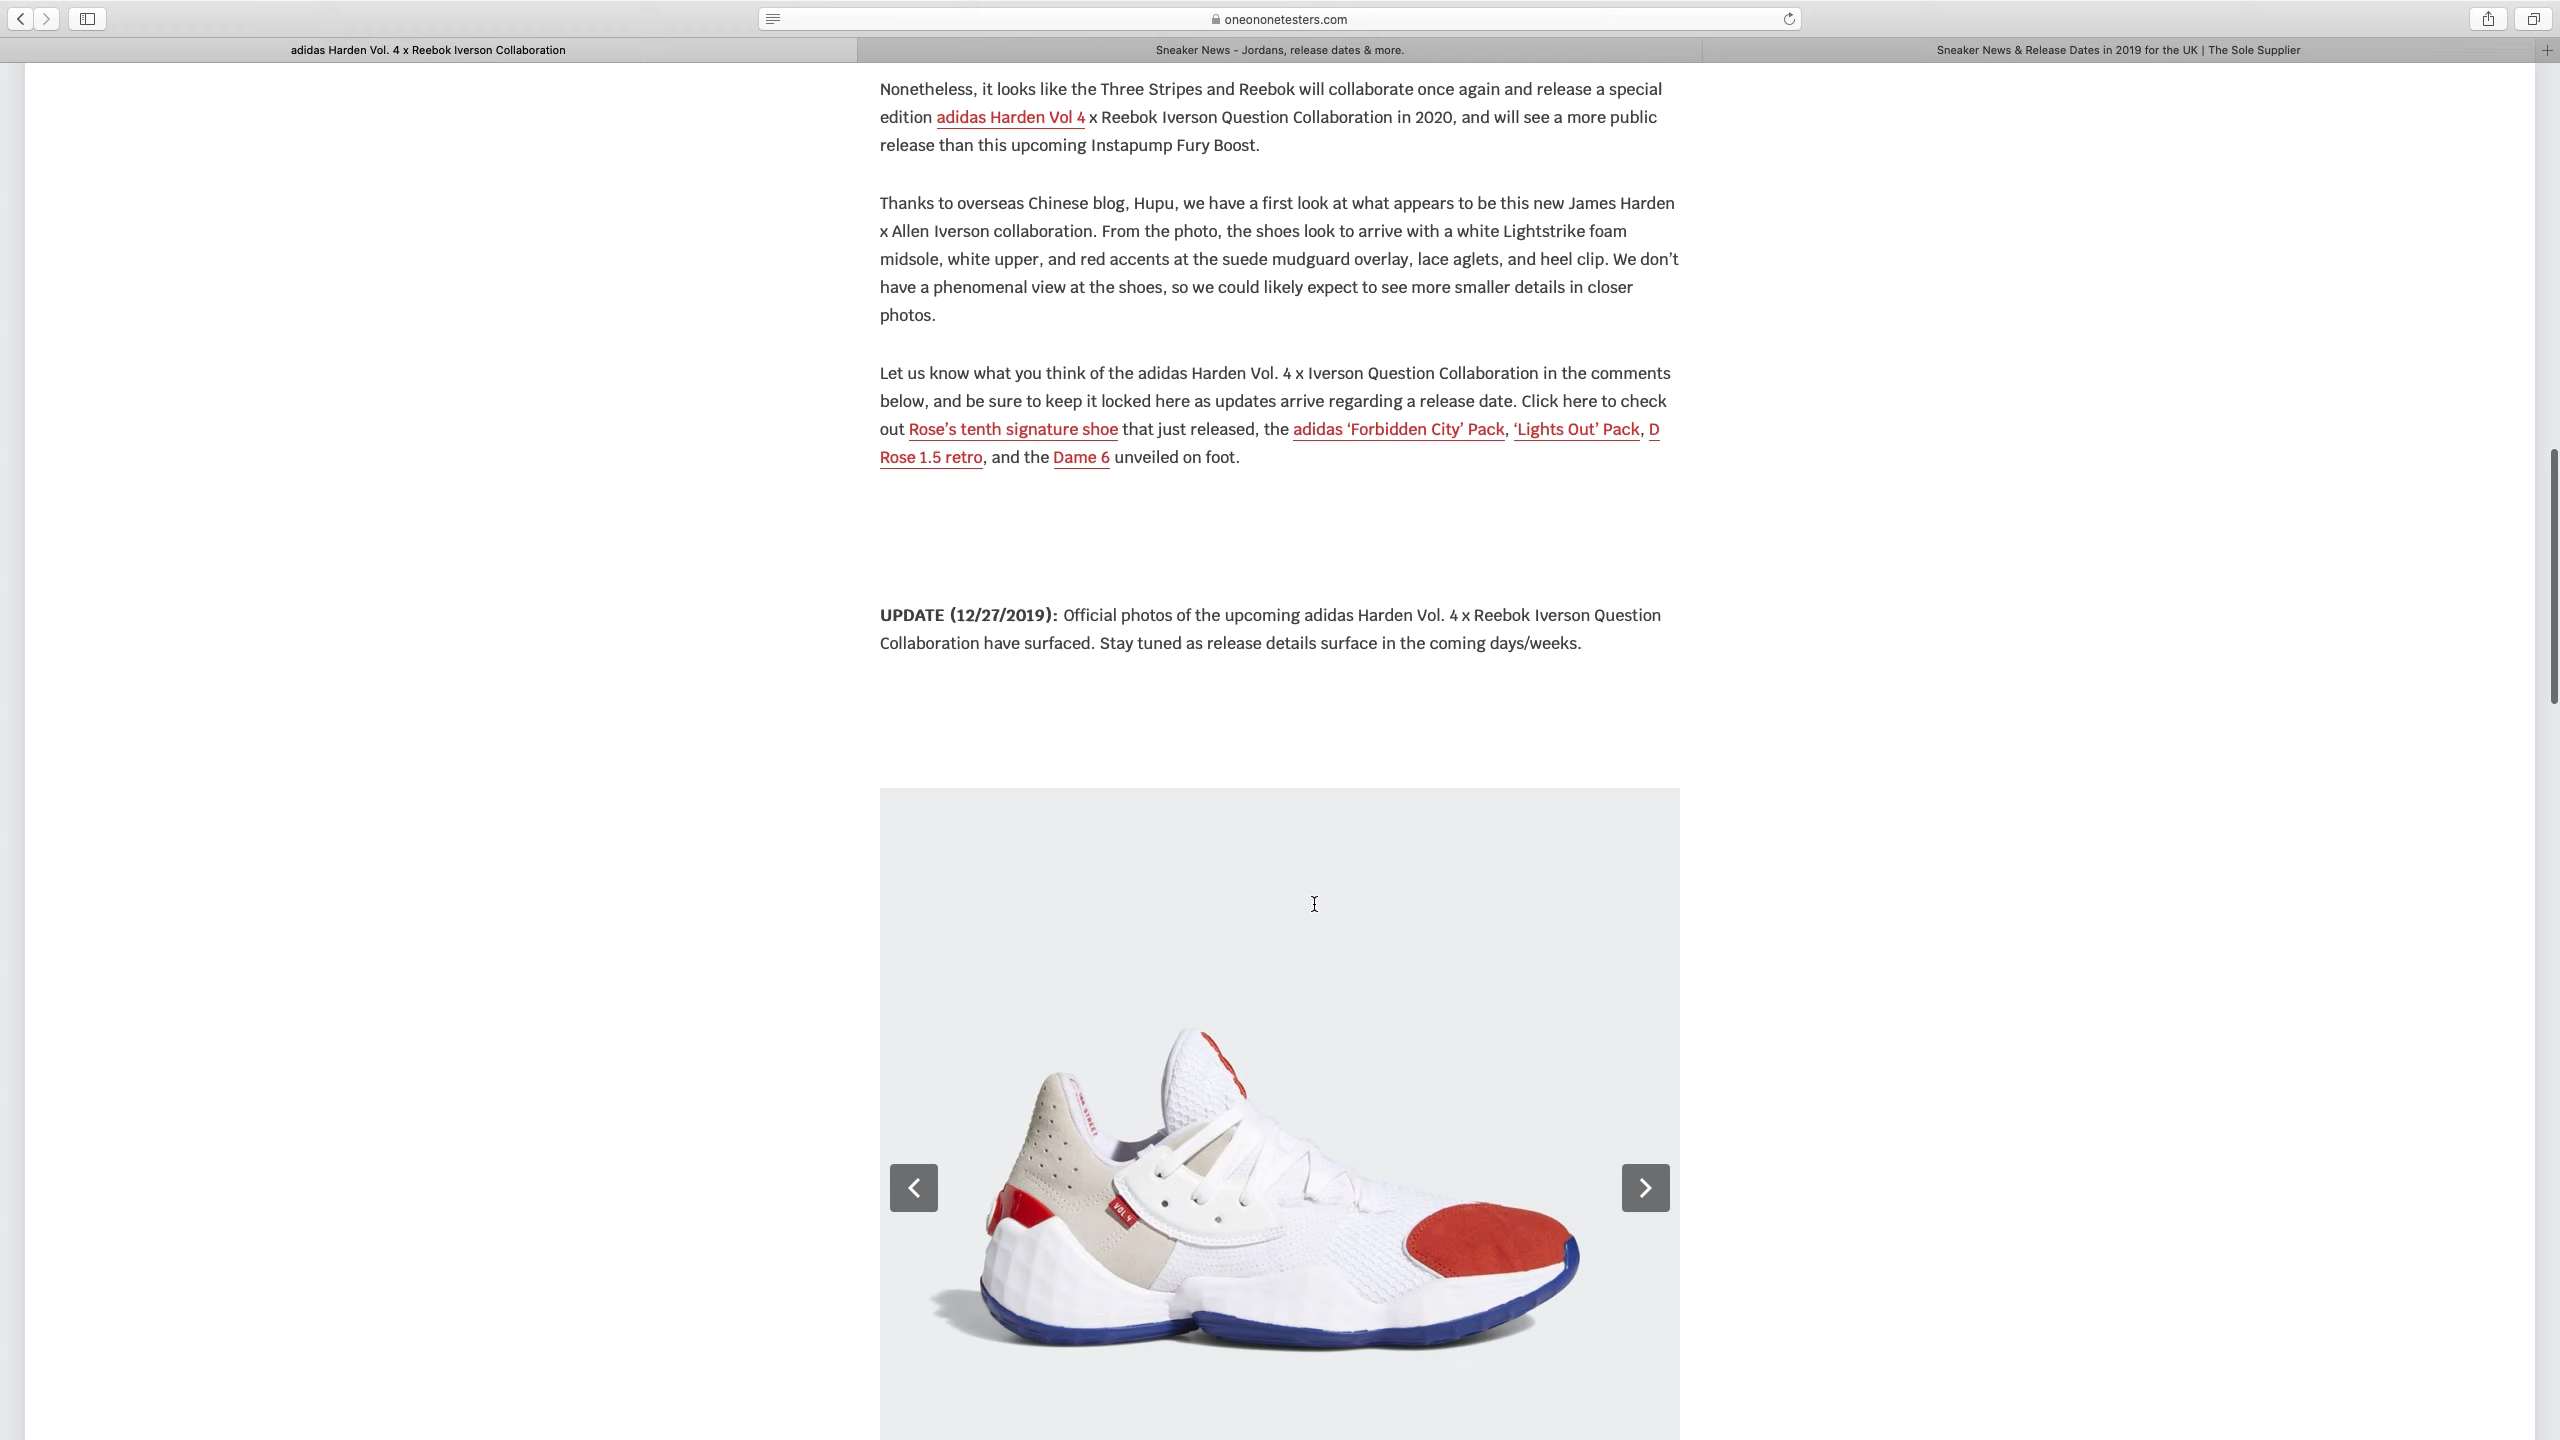 oneononetesters.com
adidas Harden Vol. 4 x Reebok Iverson Collaboration
Sneaker News - Jordans, release dates & more.
Sneaker News & Release Dates in 2019 for the UK | The Sole Supplier
Nonetheless, it looks like the Three Stripes and Reebok will collaborate once again and release a special
edition adidas Harden Vol 4 x Reebok Iverson Question Collaboration in 2020, and will see a more public
release than this upcoming Instapump Fury Boost.
Thanks to overseas Chinese blog, Hupu, we have a first look at what appears to be this new James Harden
x Allen Iverson collaboration. From the photo, the shoes look to arrive with a white Lightstrike foam
midsole, white upper, and red accents at the suede mudguard overlay, lace aglets, and heel clip. We don’t
have a phenomenal view at the shoes, so we could likely expect to see more smaller details in closer
photos.
Let us know what you think of the adidas Harden Vol. 4 x Iverson Question Collaboration in the comments
below, and be sure to keep it locked here as updates arrive regarding a release date. Click here to check
out Rose’s tenth signature shoe that just released, the adidas ‘Forbidden City’ Pack, ‘Lights Out’ Pack, D
Rose 1.5 retro, and the Dame 6 unveiled on foot.
UPDATE (12/27/2019): Official photos of the upcoming adidas Harden Vol. 4 x Reebok Iverson Question
Collaboration have surfaced. Stay tuned as release details surface in the coming days/weeks.
VOL.4